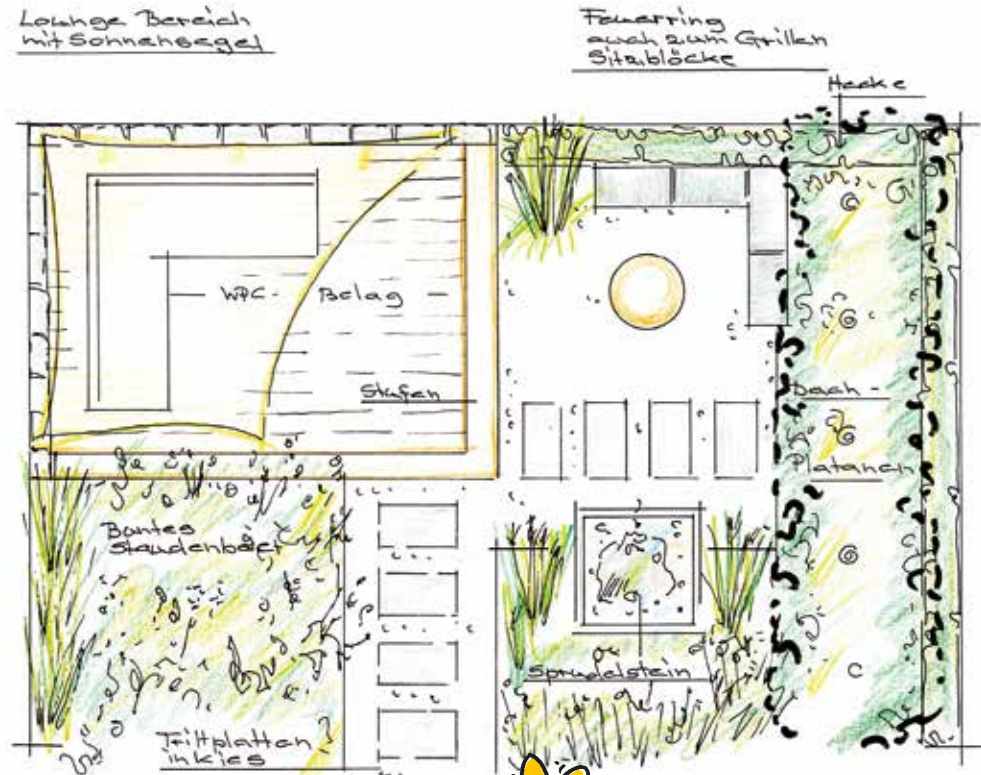 Lounge Bereich
mit Sonnensegel
Feuerring
auch zum Grillen
Sitzblöcke
Hecke
WPC - Belag
Stufen
Dach -
Platanen
Buntes
Staudenbeet
Sprudelstein
Trittplatten
in Kies